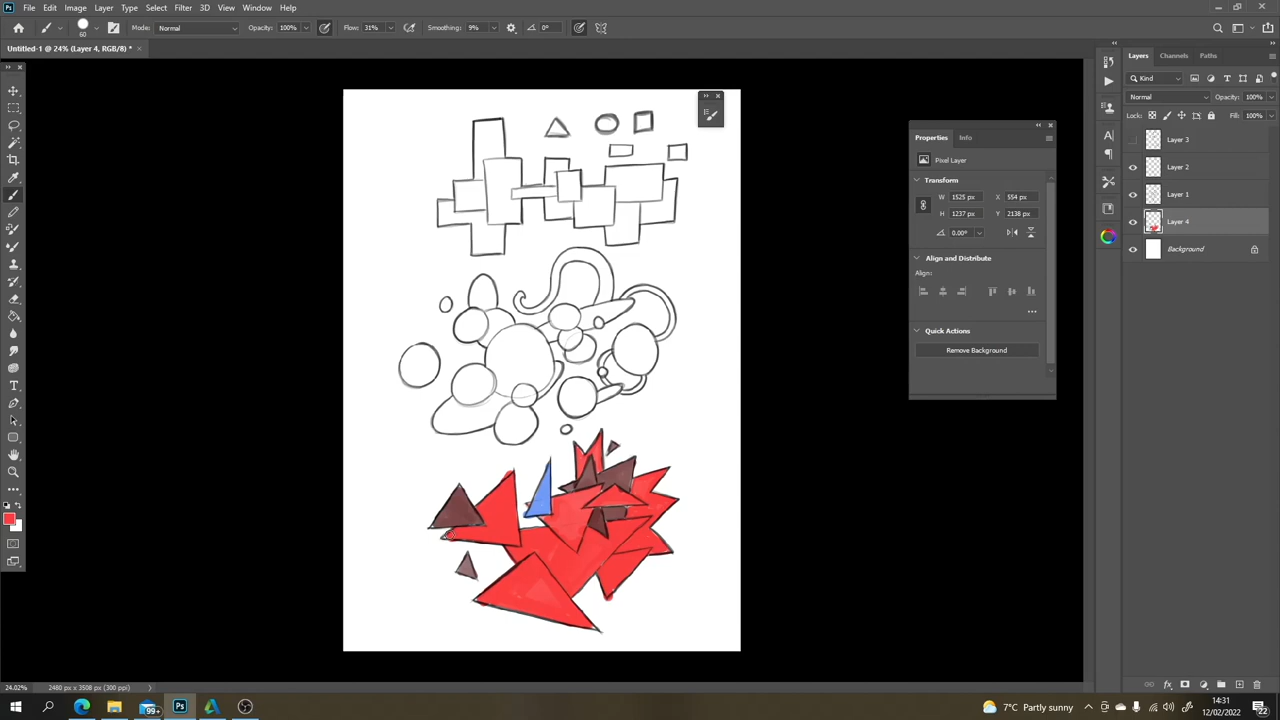 File Edit Image Layer Type Select Filter 3D View Window Help
60 Mode: Normal Opacity: 100% Flow: 31% Smoothing: 9% 0°
Untitled-1 @ 24% (Layer 4, RGB/8) * ×
Layers Channels Paths
Kind
Normal Opacity: 100%
Lock: Fill: 100%
Layer 3
Layer 2
Layer 1
Layer 4
Background
Properties Info
Pixel Layer
Transform
W 1525 px X 554 px
H 1237 px Y 2138 px
0.00°
Align and Distribute
Align:
Quick Actions
Remove Background
24.02% 2480 px x 3508 px (300 ppi)
99+
7°C Partly sunny
14:31
12/02/2022
22